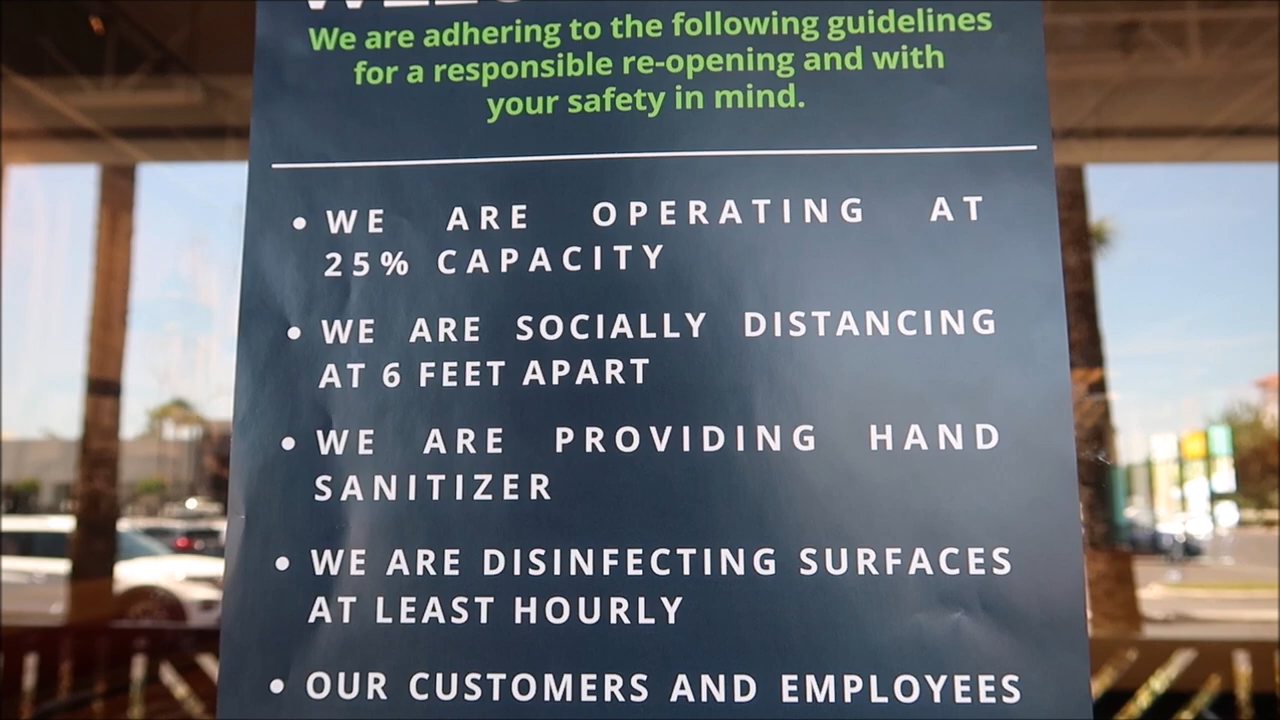 We are adhering to the following guidelines
for a responsible re-opening and with
your safety in mind.
• WE ARE OPERATING AT
25% CAPACITY
• WE ARE SOCIALLY DISTANCING
AT 6 FEET APART
• WE ARE PROVIDING HAND
SANITIZER
• WE ARE DISINFECTING SURFACES
AT LEAST HOURLY
• OUR CUSTOMERS AND EMPLOYEES